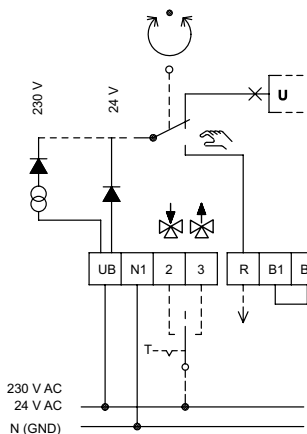 230 V
24 V
U
UB N1 2 3 R B1 B
T
230 V AC
24 V AC
N (GND)